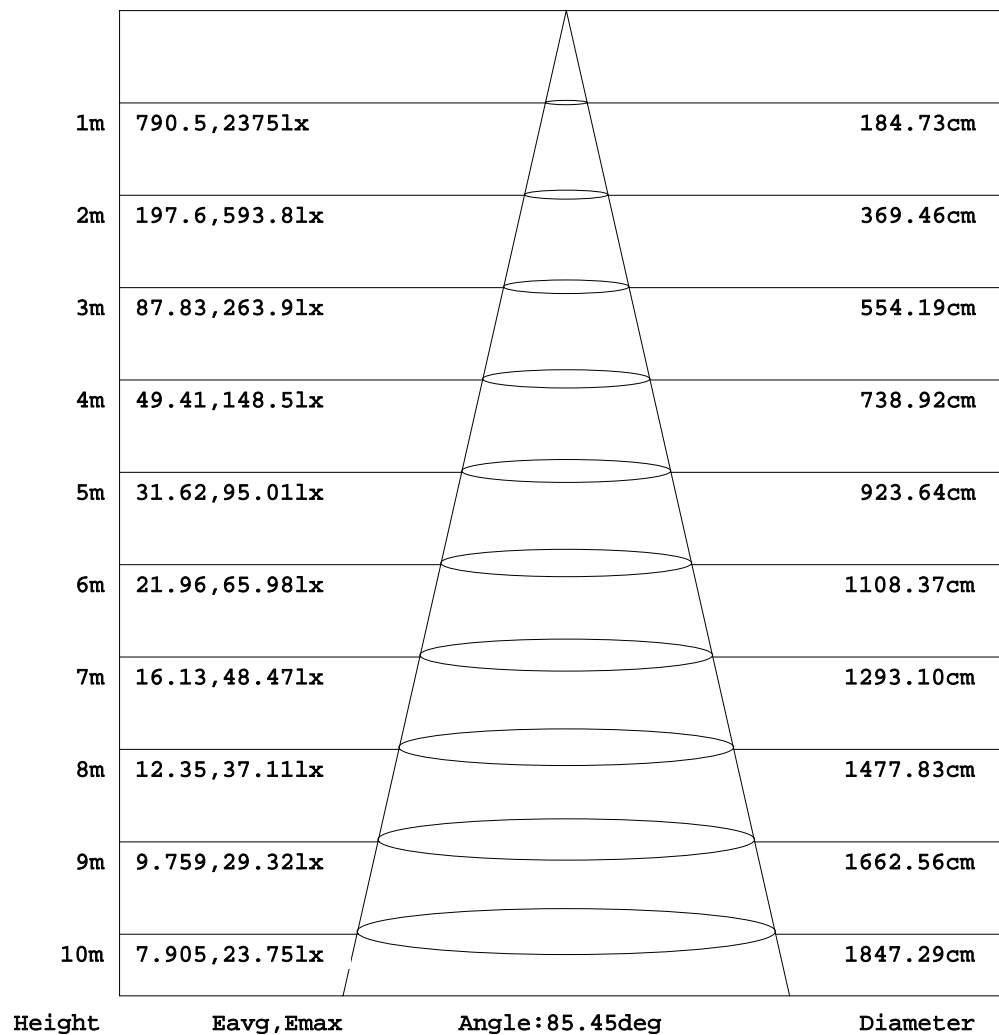 1m 790.5,2375lx 184.73cm
2m 197.6,593.8lx 369.46cm
3m 87.83,263.9lx 554.19cm
4m 49.41,148.5lx 738.92cm
5m 31.62,95.01lx 923.64cm
6m 21.96,65.98lx 1108.37cm
7m 16.13,48.47lx 1293.10cm
8m 12.35,37.11lx 1477.83cm
9m 9.759,29.32lx 1662.56cm
10m 7.905,23.75lx 1847.29cm
Height Eavg,Emax Angle:85.45deg Diameter